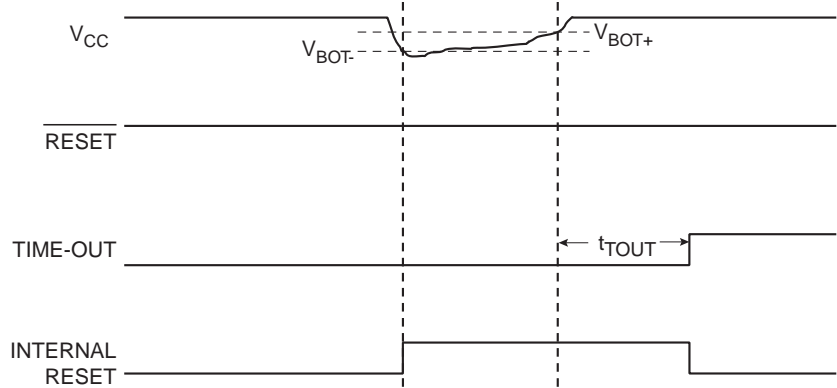 VCC
VBOT-
VBOT+
RESET
TIME-OUT
tTOUT
INTERNAL
RESET